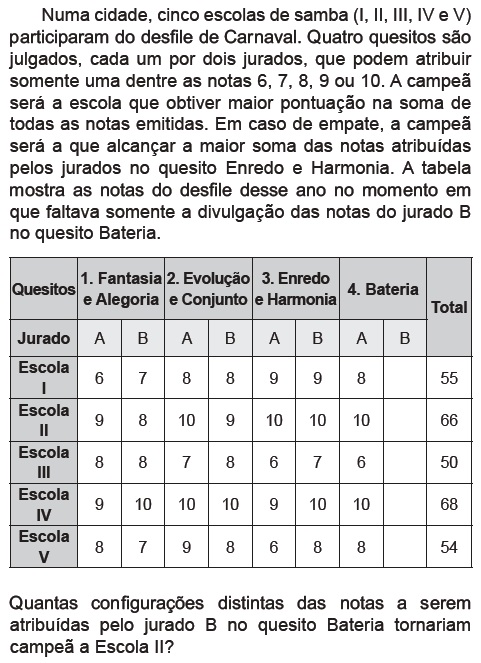 Numa cidade, cinco escolas de samba (I, II, III, IV e V)
participaram do desfile de Carnaval. Quatro quesitos são
julgados, cada um por dois jurados, que podem atribuir
somente uma dentre as notas 6, 7, 8, 9 ou 10. A campeã
será a escola que obtiver maior pontuação na soma de
todas as notas emitidas. Em caso de empate, a campeã
será a que alcançar a maior soma das notas atribuídas
pelos jurados no quesito Enredo e Harmonia. A tabela
mostra as notas do desfile desse ano no momento em
que faltava somente a divulgação das notas do jurado B
no quesito Bateria.
Quesitos 1. Fantasia e Alegoria 2. Evolução e Conjunto 3. Enredo e Harmonia 4. Bateria Total
Jurado A B A B A B A B
Escola I 6 7 8 8 9 9 8 55
Escola II 9 8 10 9 10 10 10 66
Escola III 8 8 7 8 6 7 6 50
Escola IV 9 10 10 10 9 10 10 68
Escola V 8 7 9 8 6 8 8 54
Quantas configurações distintas das notas a serem
atribuídas pelo jurado B no quesito Bateria tornariam
campeã a Escola II?